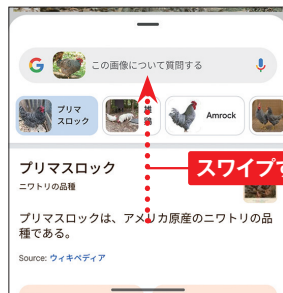 この画像について質問する
プリマ
スロック
雄
鶏
Amrock
プリマスロック
スワイプす
ニワトリの品種
プリマスロックは、アメリカ原産のニワトリの品
種である。
Source: ウィキペディア